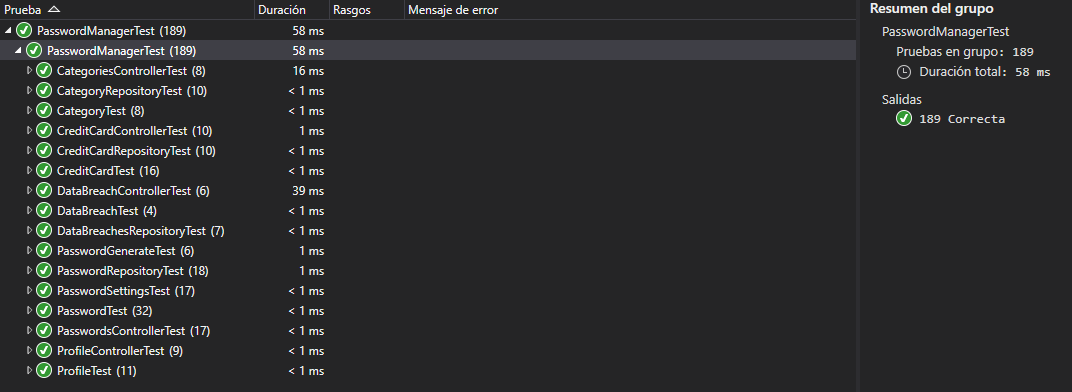 Prueba Duración Rasgos Mensaje de error
PasswordManagerTest (189) 58 ms
PasswordManagerTest (189) 58 ms
CategoriesControllerTest (8) 16 ms
CategoryRepositoryTest (10) < 1 ms
CategoryTest (8) < 1 ms
CreditCardControllerTest (10) 1 ms
CreditCardRepositoryTest (10) < 1 ms
CreditCardTest (16) < 1 ms
DataBreachControllerTest (6) 39 ms
DataBreachTest (4) < 1 ms
DataBreachesRepositoryTest (7) < 1 ms
PasswordGenerateTest (6) 1 ms
PasswordRepositoryTest (18) 1 ms
PasswordSettingsTest (17) < 1 ms
PasswordTest (32) < 1 ms
PasswordsControllerTest (17) < 1 ms
ProfileControllerTest (9) < 1 ms
ProfileTest (11) < 1 ms
Resumen del grupo
PasswordManagerTest
Pruebas en grupo: 189
Duración total: 58 ms
Salidas
189 Correcta